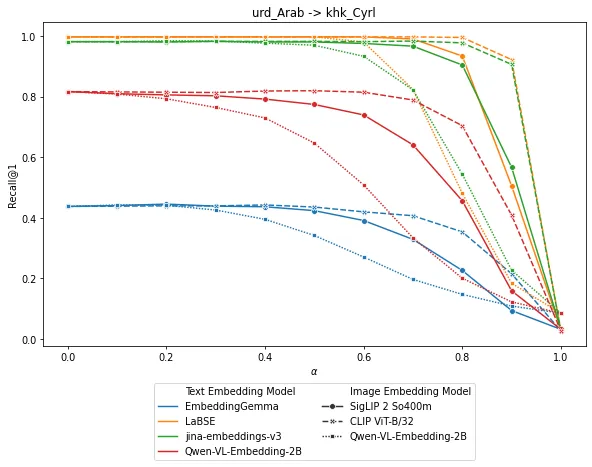 urd_Arab -> khk_Cyrl
Recall@1
1.0
0.8
0.6
0.4
0.2
0.0
0.0 0.2 0.4 0.6 0.8 1.0
α
Text Embedding Model Image Embedding Model
EmbeddingGemma SigLIP 2 So400m
LaBSE CLIP ViT-B/32
jina-embeddings-v3 Qwen-VL-Embedding-2B
Qwen-VL-Embedding-2B